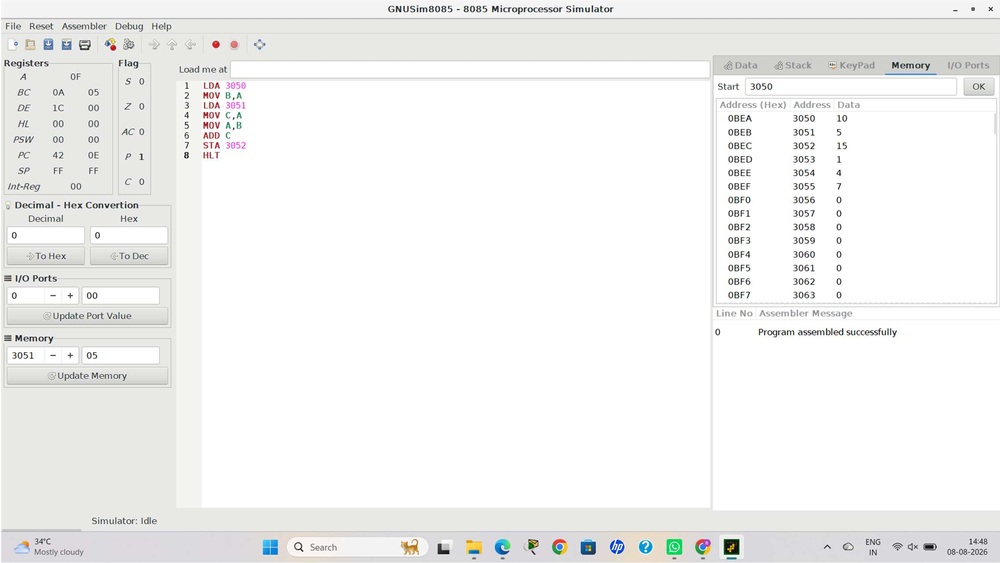 GNUSim8085 - 8085 Microprocessor Simulator
File Reset Assembler Debug Help
Registers
A 0F
BC 0A 05
DE 1C 00
HL 00 00
PSW 00 00
PC 42 0E
SP FF FF
Int-Reg 00
Flag
S 0
Z 0
AC 0
P 1
C 0
Decimal - Hex Convertion
Decimal Hex
0 0
To Hex To Dec
I/O Ports
0 − + 00
Update Port Value
Memory
3051 − + 05
Update Memory
Load me at
1 LDA 3050
2 MOV B,A
3 LDA 3051
4 MOV C,A
5 MOV A,B
6 ADD C
7 STA 3052
8 HLT
Data Stack Abc KeyPad Memory I/O Ports
Start 3050 OK
Address (Hex) Address Data
0BEA 3050 10
0BEB 3051 5
0BEC 3052 15
0BED 3053 1
0BEE 3054 4
0BEF 3055 7
0BF0 3056 0
0BF1 3057 0
0BF2 3058 0
0BF3 3059 0
0BF4 3060 0
0BF5 3061 0
0BF6 3062 0
0BF7 3063 0
Line No Assembler Message
0 Program assembled successfully
Simulator: Idle
34°C
Mostly cloudy
Search
hp
?
B
ENG
IN
14:48
08-08-2026